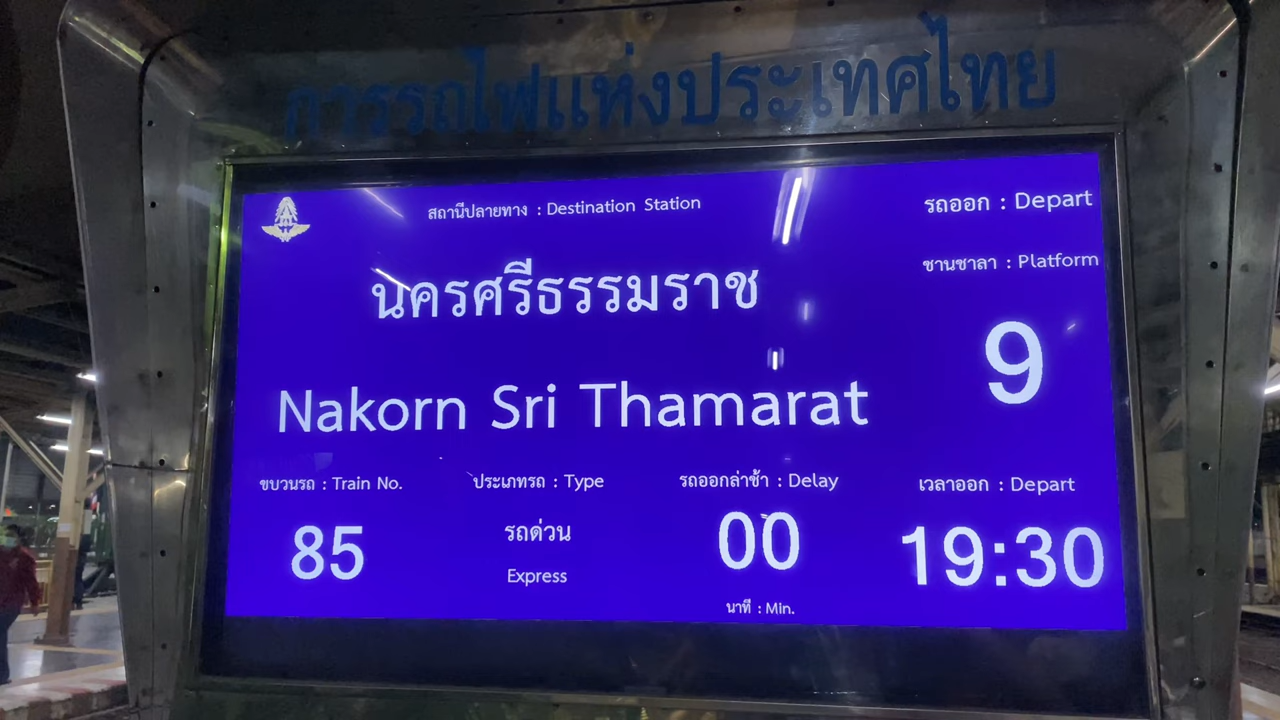 การรถไฟแห่งประเทศไทย
สถานีปลายทาง : Destination Station
รถออก : Depart
ชานชาลา : Platform
นครศรีธรรมราช
9
Nakorn Sri Thamarat
ขบวนรถ : Train No.
ประเภทรถ : Type
รถออกล่าช้า : Delay
เวลาออก : Depart
85
รถด่วน
Express
00
19:30
นาที : Min.